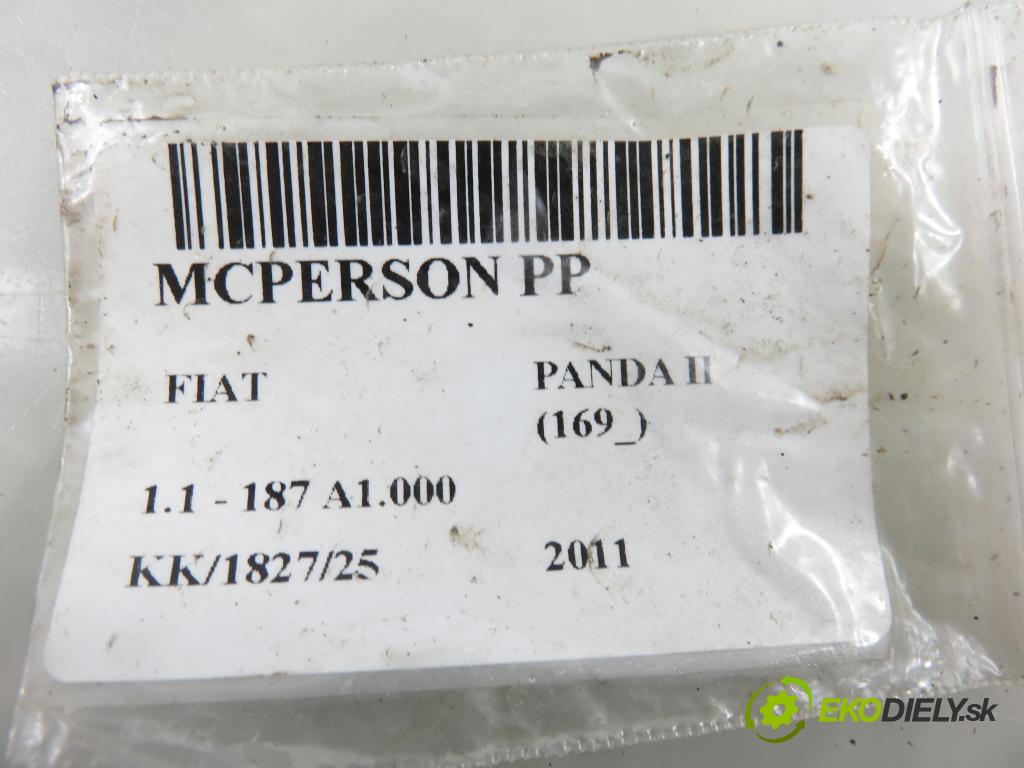 MCPERSON PP
FIAT
PANDA II
(169_)
1.1 - 187 A1.000
KK/1827/25
2011
EKODIELY.sk